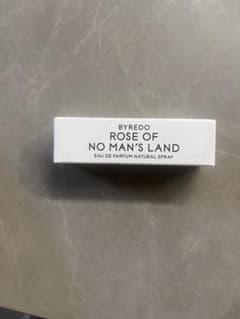 BYREDO
ROSE OF
NO MAN'S LAND
EAU DE PARFUM NATURAL SPRAY